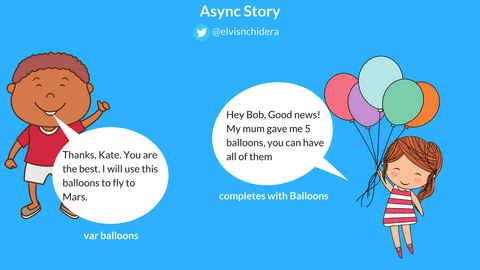 Async Story
@elvisnchidera
Hey Bob, Good news!
My mum gave me 5
balloons, you can have
all of them
completes with Balloons
Thanks, Kate. You are
the best. I will use this
balloons to fly to
Mars.
var balloons